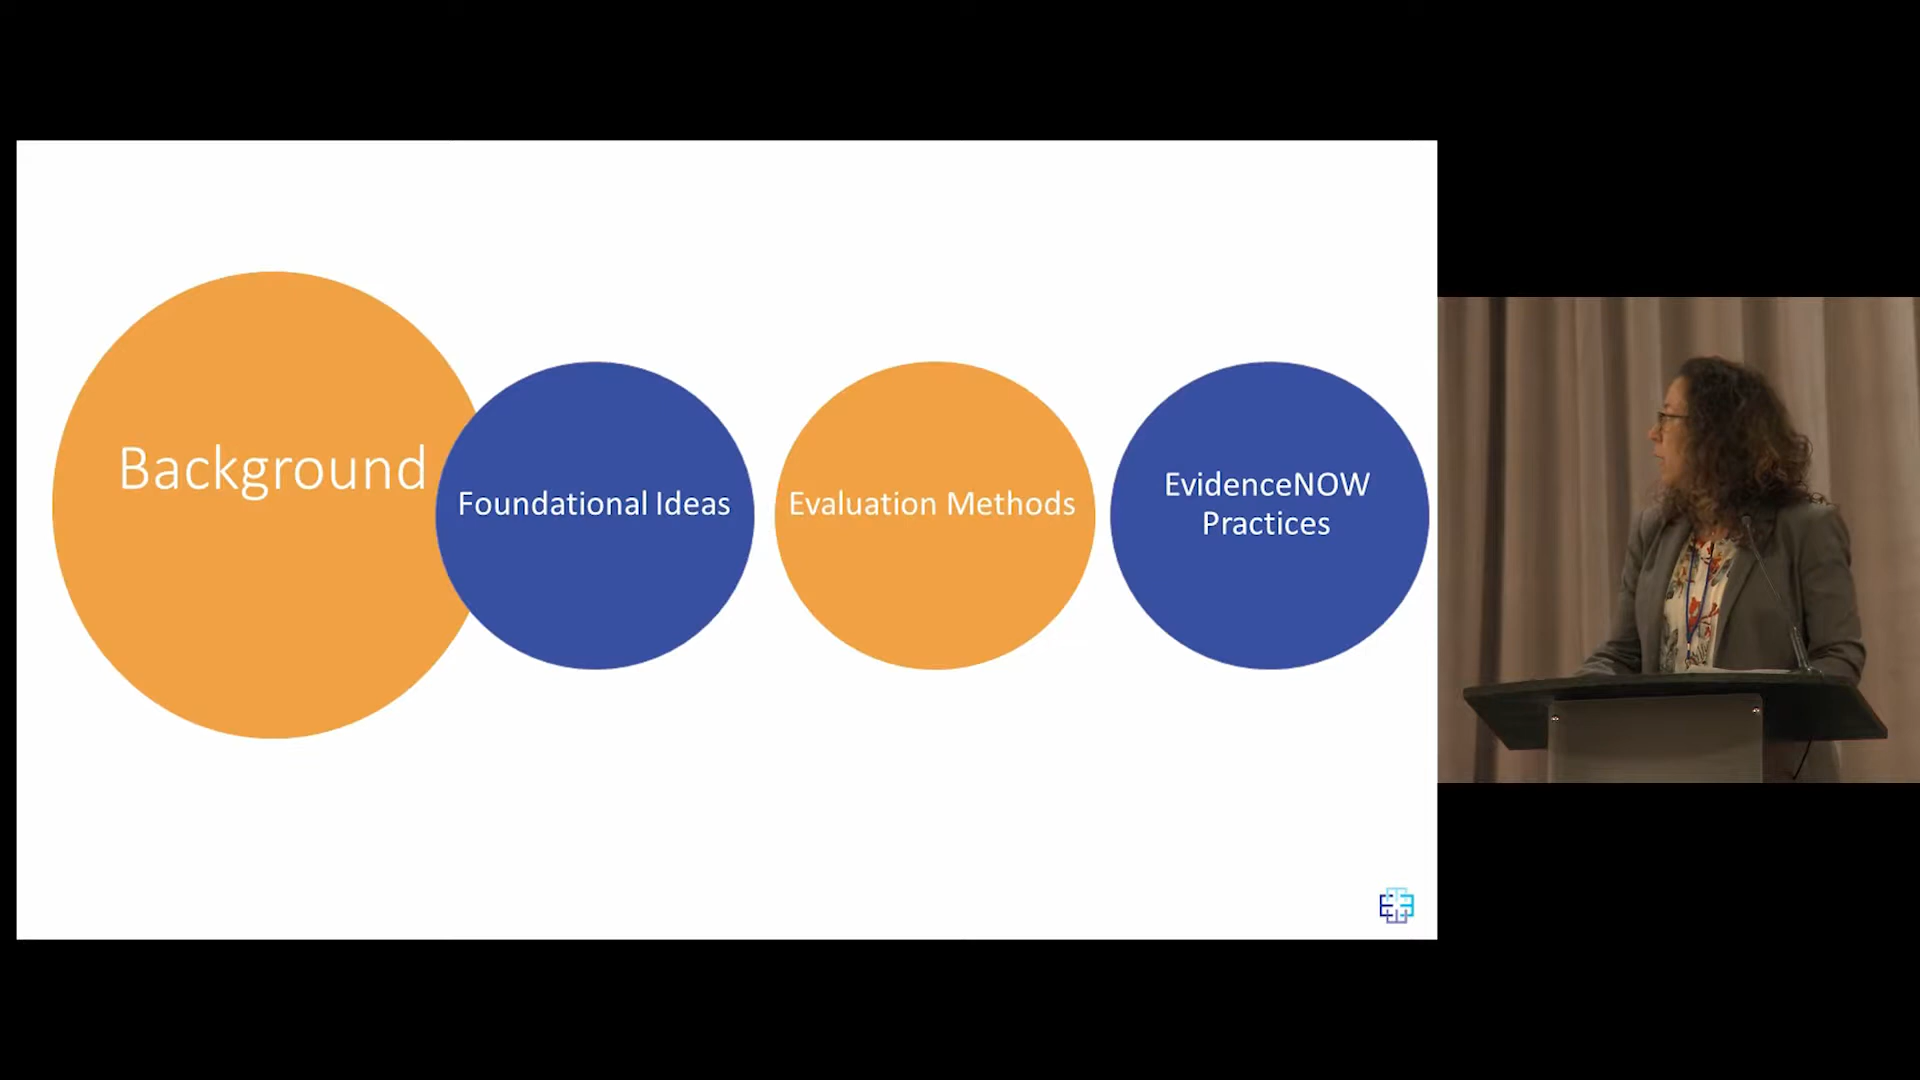 Background
Foundational Ideas
Evaluation Methods
EvidenceNOW
Practices